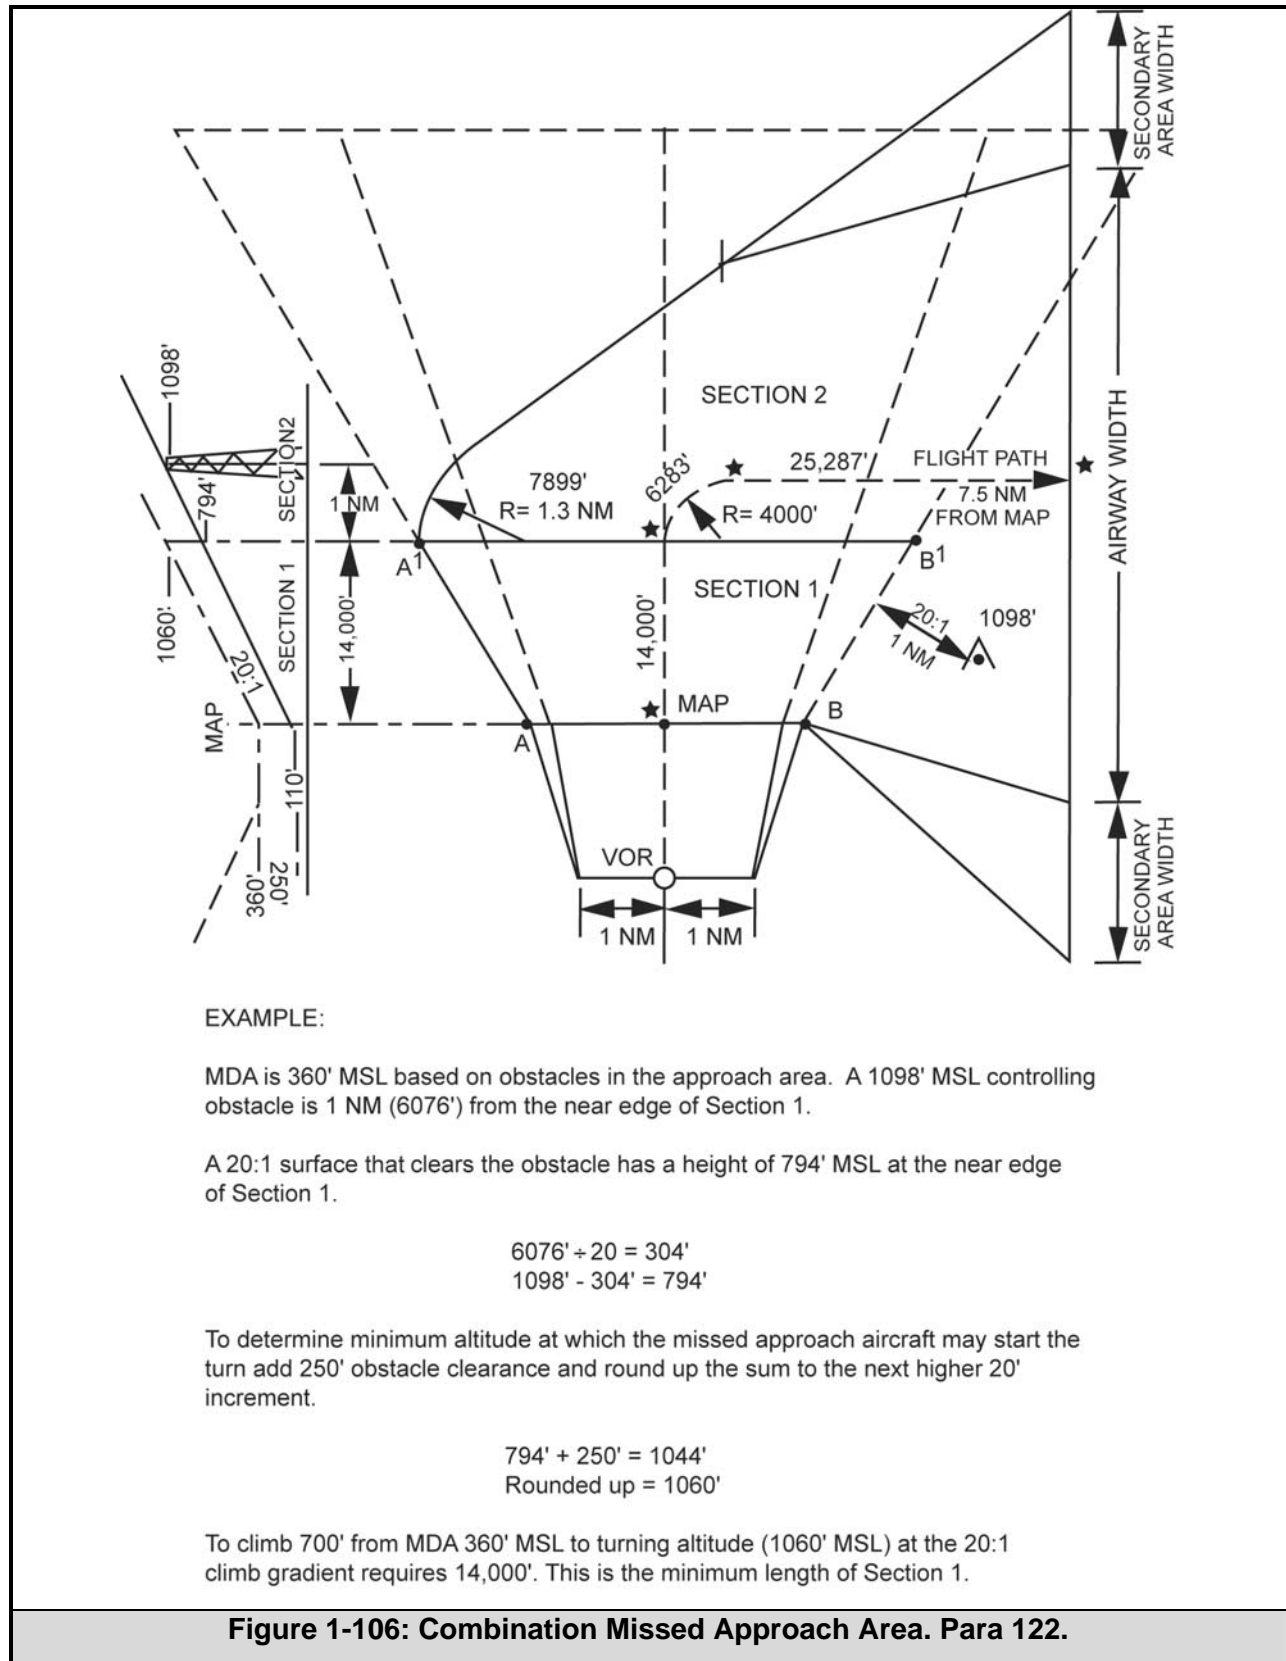 SECONDARY
AREA WIDTH
1098'
794'
SECTION2
1 NM
SECTION 2
6283'
25,287'
FLIGHT PATH
7.5 NM
FROM MAP
7899'
R= 1.3 NM
R= 4000'
AIRWAY WIDTH
A1
B1
SECTION 1
1060'
20:1
SECTION 1
14,000'
14,000'
20:1
1 NM
1098'
MAP
MAP
A
B
110'
360'
250'
VOR
1 NM
1 NM
SECONDARY
AREA WIDTH
EXAMPLE:
MDA is 360' MSL based on obstacles in the approach area. A 1098' MSL controlling
obstacle is 1 NM (6076') from the near edge of Section 1.
A 20:1 surface that clears the obstacle has a height of 794' MSL at the near edge
of Section 1.
6076' ÷ 20 = 304'
1098' - 304' = 794'
To determine minimum altitude at which the missed approach aircraft may start the
turn add 250' obstacle clearance and round up the sum to the next higher 20'
increment.
794' + 250' = 1044'
Rounded up = 1060'
To climb 700' from MDA 360' MSL to turning altitude (1060' MSL) at the 20:1
climb gradient requires 14,000'. This is the minimum length of Section 1.
Figure 1-106: Combination Missed Approach Area. Para 122.